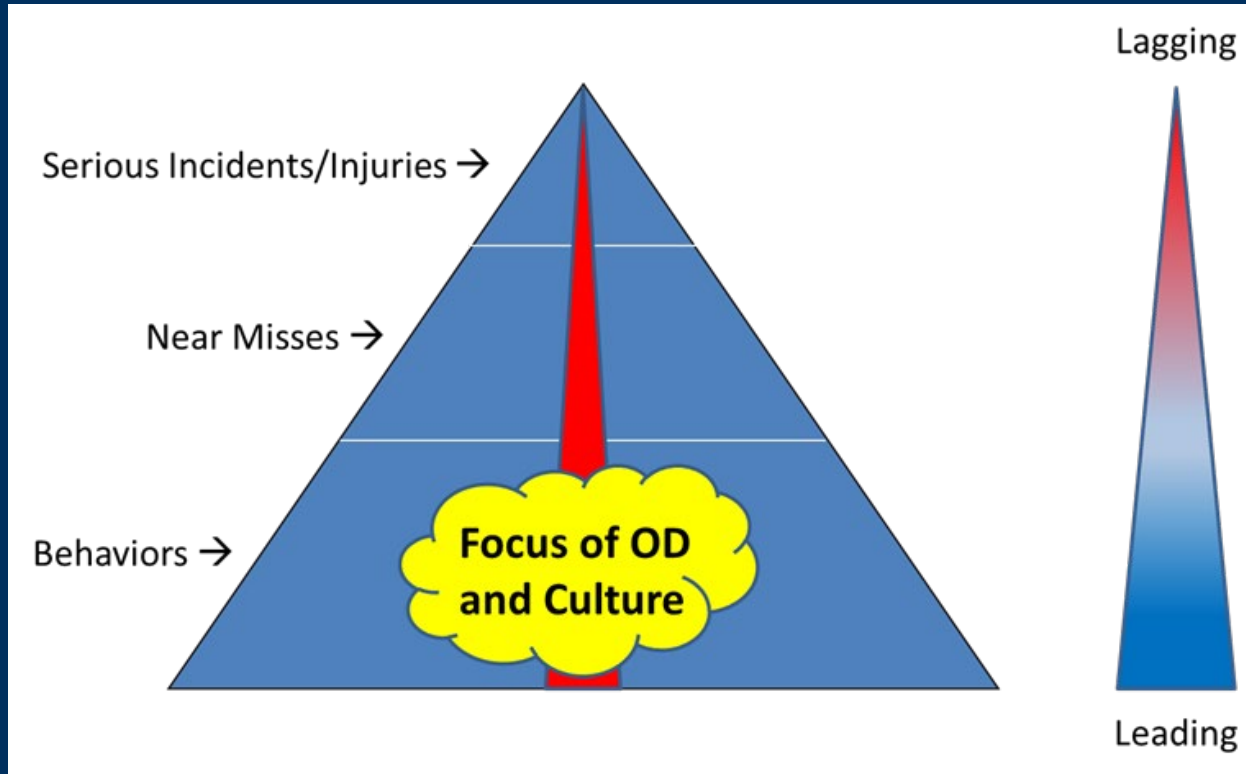 Lagging
Serious Incidents/Injuries →
Near Misses →
Behaviors →
Focus of OD
and Culture
Leading